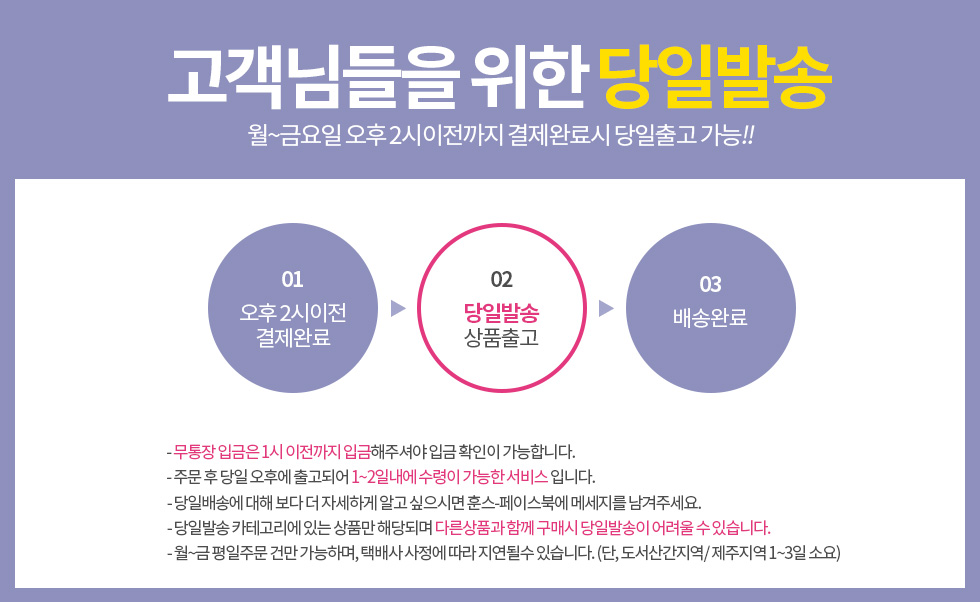 고객님들을 위한 당일발송
월~금요일 오후 2시이전까지 결제완료시 당일출고 가능!!
01
오후 2시이전
결제완료
02
당일발송
상품출고
03
배송완료
- 무통장 입금은 1시 이전까지 입금해주셔야 입금 확인이 가능합니다.
- 주문 후 당일 오후에 출고되어 1~2일내에 수령이 가능한 서비스 입니다.
- 당일배송에 대해 보다 더 자세하게 알고 싶으시면 훈스-페이스북에 메세지를 남겨주세요.
- 당일발송 카테고리에 있는 상품만 해당되며 다른상품과 함께 구매시 당일발송이 어려울 수 있습니다.
- 월~금 평일주문 건만 가능하며, 택배사 사정에 따라 지연될수 있습니다. (단, 도서산간지역/ 제주지역 1~3일 소요)